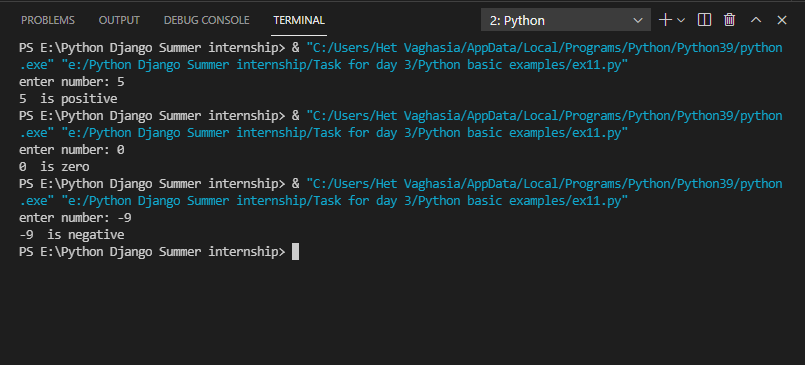 PROBLEMS OUTPUT DEBUG CONSOLE TERMINAL 2: Python
PS E:\Python Django Summer internship> & "C:/Users/Het Vaghasia/AppData/Local/Programs/Python/Python39/python
.exe" "e:/Python Django Summer internship/Task for day 3/Python basic examples/ex11.py"
enter number: 5
5  is positive
PS E:\Python Django Summer internship> & "C:/Users/Het Vaghasia/AppData/Local/Programs/Python/Python39/python
.exe" "e:/Python Django Summer internship/Task for day 3/Python basic examples/ex11.py"
enter number: 0
0  is zero
PS E:\Python Django Summer internship> & "C:/Users/Het Vaghasia/AppData/Local/Programs/Python/Python39/python
.exe" "e:/Python Django Summer internship/Task for day 3/Python basic examples/ex11.py"
enter number: -9
-9  is negative
PS E:\Python Django Summer internship>